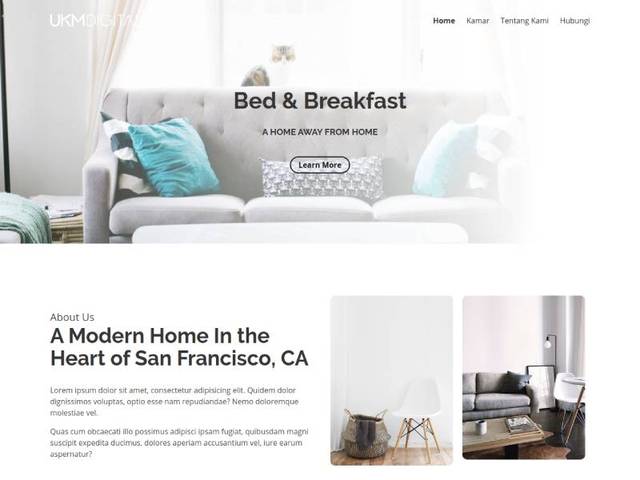 UKMDIGITAL
Home Kamar Tentang Kami Hubungi
Bed & Breakfast
A HOME AWAY FROM HOME
Learn More
About Us
A Modern Home In the
Heart of San Francisco, CA
Lorem ipsum dolor sit amet, consectetur adipisicing elit. Quidem dolor
dignissimos voluptas, optio esse nam repudiandae? Nemo doloremque
molestiae vel.
Quas cum obcaecati illo possimus adipisci ipsam fugiat, quibusdam magni
suscipit expedita ducimus, dolores aperiam accusantium vel, iure earum
aspernatur?